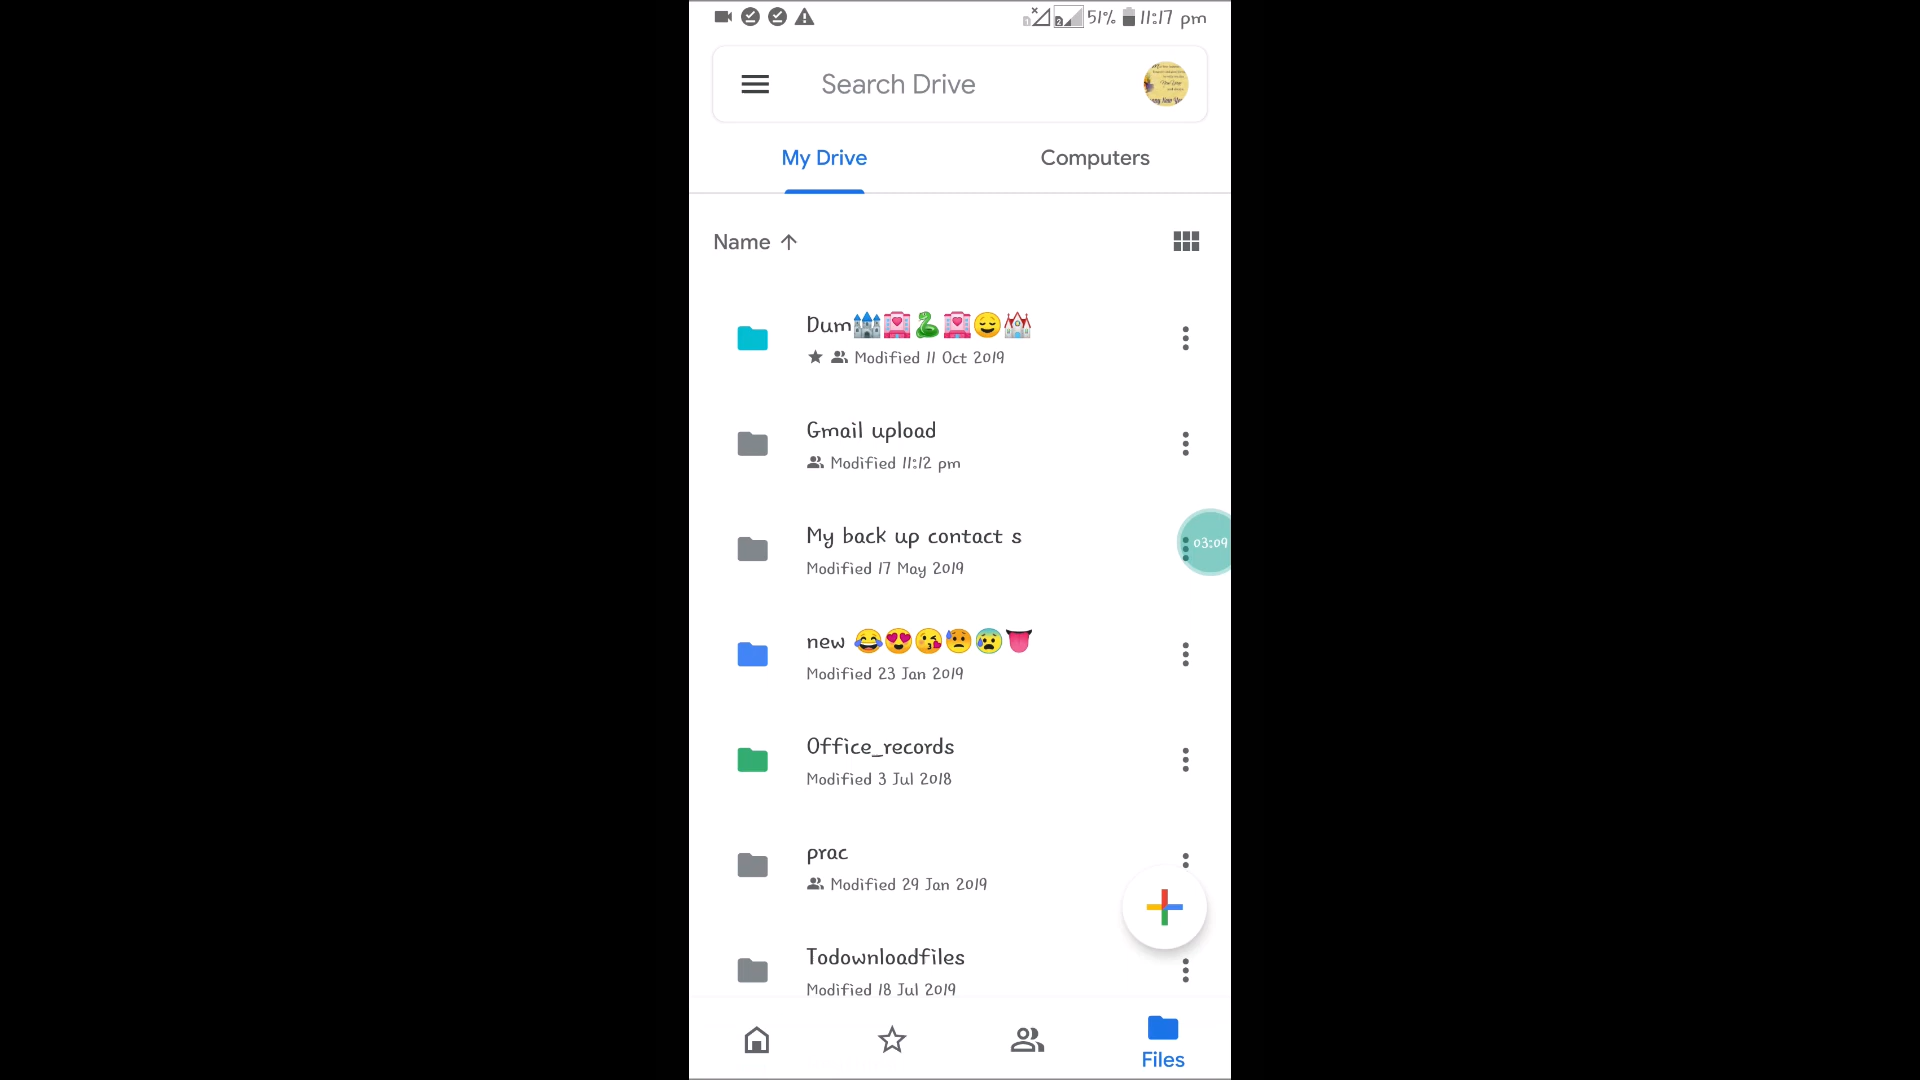 51% 11:17 pm
Search Drive
My Drive Computers
Name
Dum🏰🏩🐍🏩😌💒
Modified 11 Oct 2019
Gmail upload
Modified 11:12 pm
My back up contact s
03:09
Modified 17 May 2019
new 😂😍😘😓😰👅
Modified 23 Jan 2019
Office_records
Modified 3 Jul 2018
prac
Modified 29 Jan 2019
Todownloadfiles
Modified 18 Jul 2019
Files